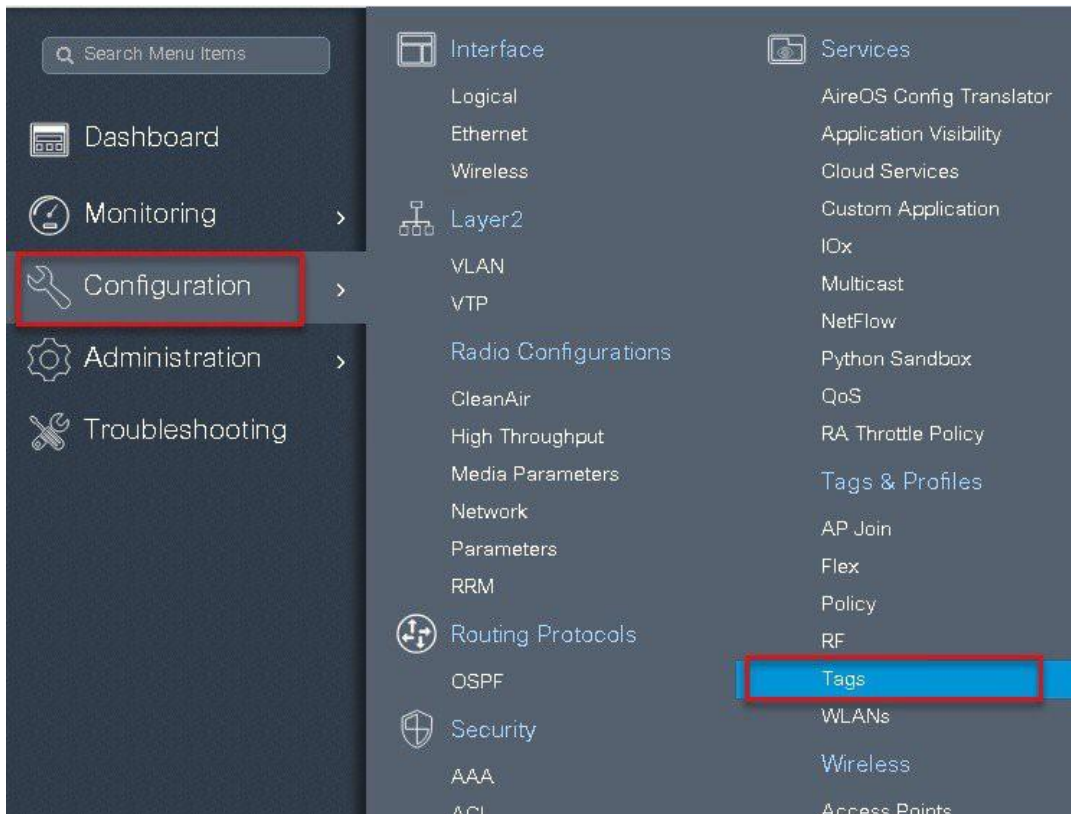 Search Menu Items
Dashboard
Monitoring
Configuration
Administration
Troubleshooting
Interface
Logical
Ethernet
Wireless
Layer2
VLAN
VTP
Radio Configurations
CleanAir
High Throughput
Media Parameters
Network
Parameters
RRM
Routing Protocols
OSPF
Security
AAA
ACL
Services
AireOS Config Translator
Application Visibility
Cloud Services
Custom Application
IOx
Multicast
NetFlow
Python Sandbox
QoS
RA Throttle Policy
Tags & Profiles
AP Join
Flex
Policy
RF
Tags
WLANs
Wireless
Access Points